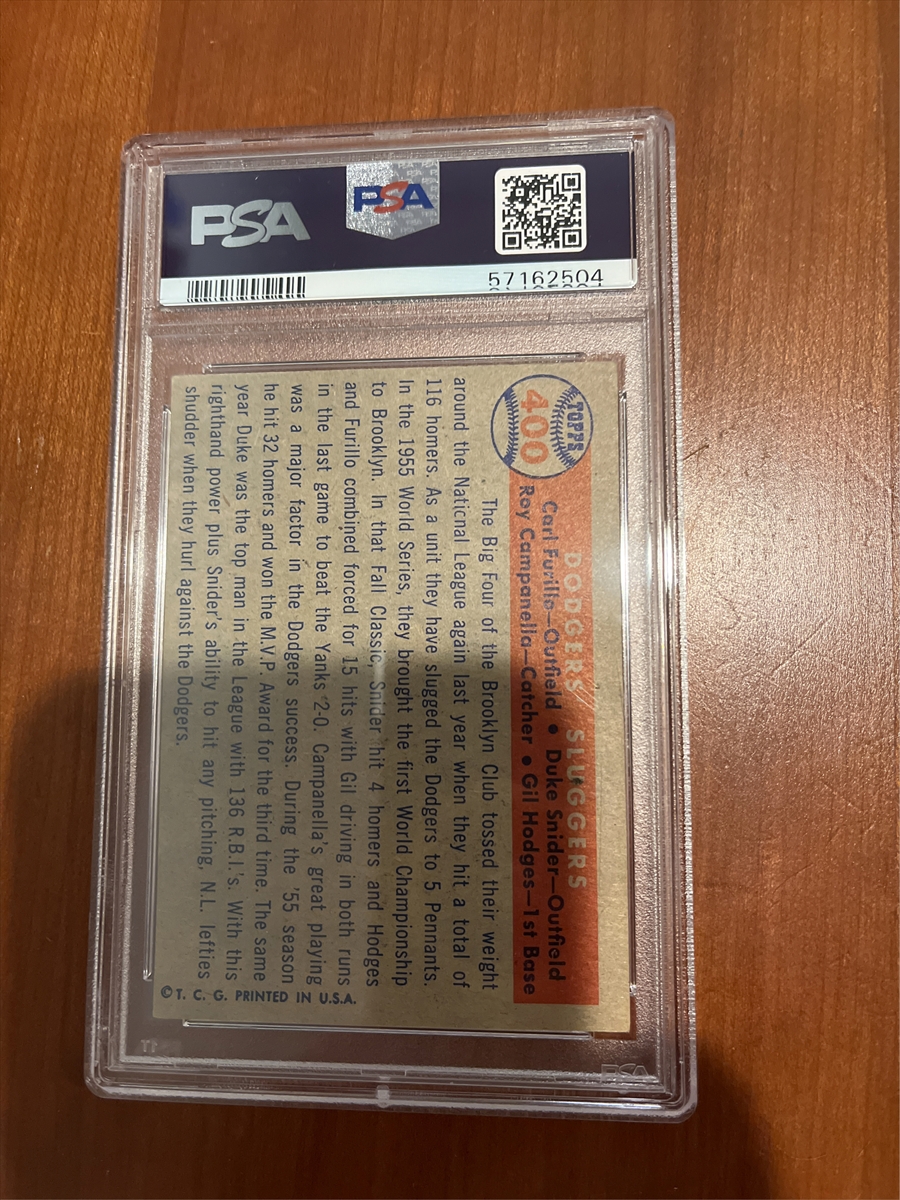 PSA
PSA
57162504
TOPPS
400
DODGERS SLUGGERS
Carl Furillo—Outfield • Duke Snider—Outfield
Roy Campanella—Catcher • Gil Hodges—1st Base
The Big Four of the Brooklyn Club tossed their weight
around the National League again last year when they hit a total of
116 homers. As a unit they have slugged the Dodgers to 5 Pennants.
In the 1955 World Series, they brought the first World Championship
to Brooklyn. In that Fall Classic, Snider hit 4 homers and Hodges
and Furillo combined forced for 15 hits with Gil driving in both runs
in the last game to beat the Yanks 2-0. Campanella's great playing
was a major factor in the Dodgers success. During the '55 season
he hit 32 homers and won the M.V.P. Award for the third time. The same
year Duke was the top man in the League with 136 R.B.I.'s. With this
righthand power plus Snider's ability to hit any pitching, N.L. lefties
shudder when they hurl against the Dodgers.
© T. C. G. PRINTED IN U.S.A.
PSA